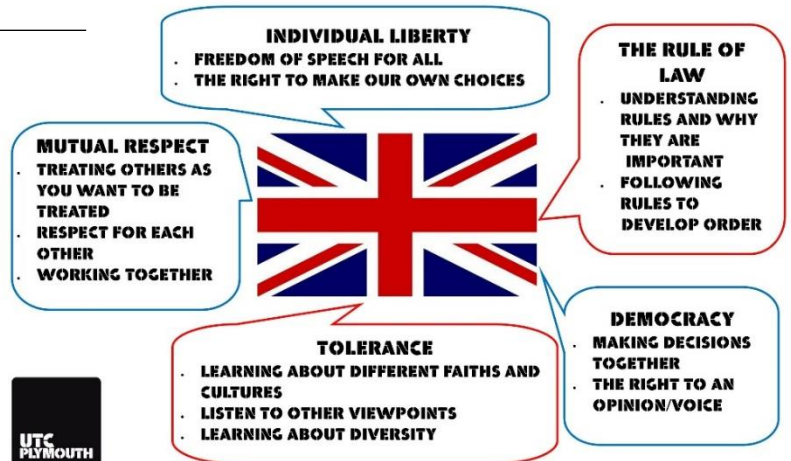 INDIVIDUAL LIBERTY
. FREEDOM OF SPEECH FOR ALL
. THE RIGHT TO MAKE OUR OWN CHOICES
THE RULE OF
LAW
. UNDERSTANDING
RULES AND WHY
THEY ARE
IMPORTANT
. FOLLOWING
RULES TO
DEVELOP ORDER
MUTUAL RESPECT
. TREATING OTHERS AS
YOU WANT TO BE
TREATED
. RESPECT FOR EACH
OTHER
. WORKING TOGETHER
DEMOCRACY
. MAKING DECISIONS
TOGETHER
. THE RIGHT TO AN
OPINION/VOICE
TOLERANCE
. LEARNING ABOUT DIFFERENT FAITHS AND
CULTURES
. LISTEN TO OTHER VIEWPOINTS
. LEARNING ABOUT DIVERSITY
UTC
PLYMOUTH